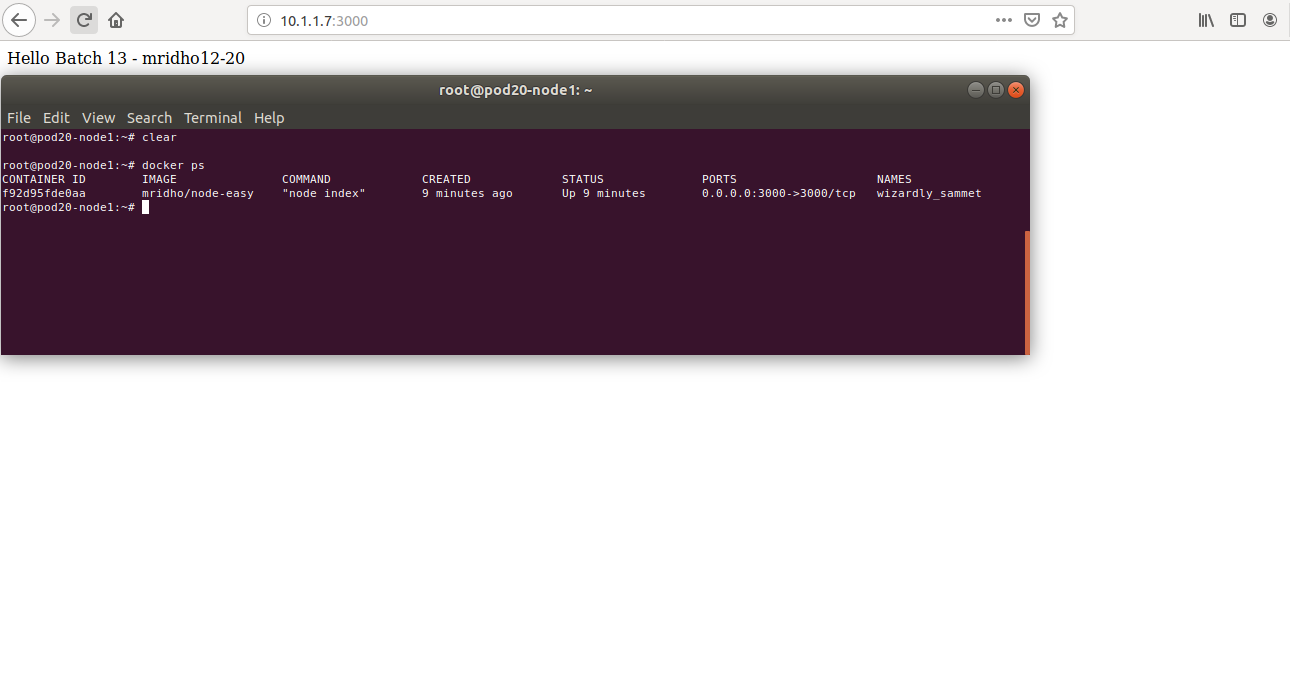 10.1.1.7:3000
Hello Batch 13 - mridho12-20
root@pod20-node1: ~
File Edit View Search Terminal Help
root@pod20-node1:~# clear
root@pod20-node1:~# docker ps
CONTAINER ID IMAGE COMMAND CREATED STATUS PORTS NAMES
f92d95fde0aa mridho/node-easy "node index" 9 minutes ago Up 9 minutes 0.0.0.0:3000->3000/tcp wizardly_sammet
root@pod20-node1:~#